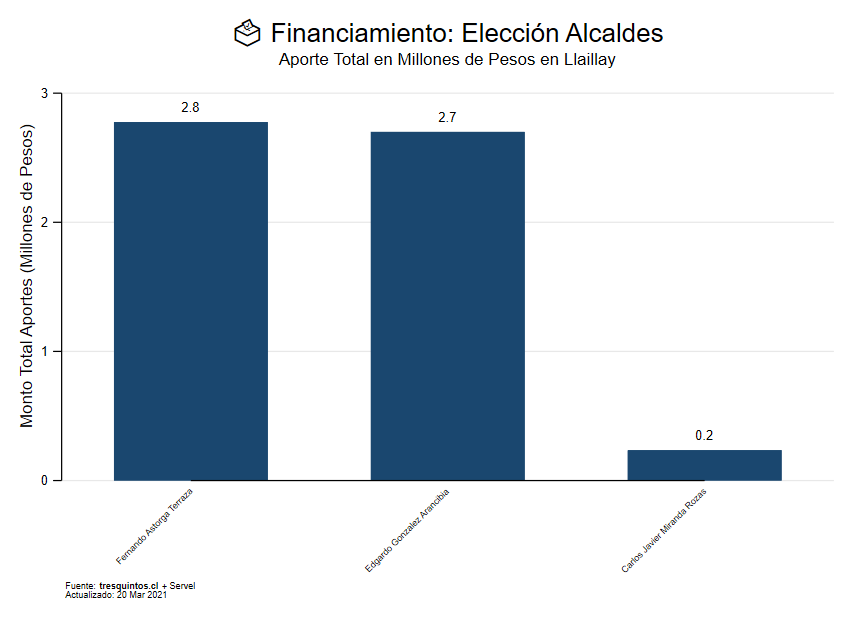 Financiamiento: Elección Alcaldes
Aporte Total en Millones de Pesos en Llaillay
Monto Total Aportes (Millones de Pesos)
3
2
1
0
2.8
2.7
0.2
Fernando Astorga Terraza
Edgardo Gonzalez Arancibia
Carlos Javier Miranda Rozas
Fuente: tresquintos.cl + Servel
Actualizado: 20 Mar 2021